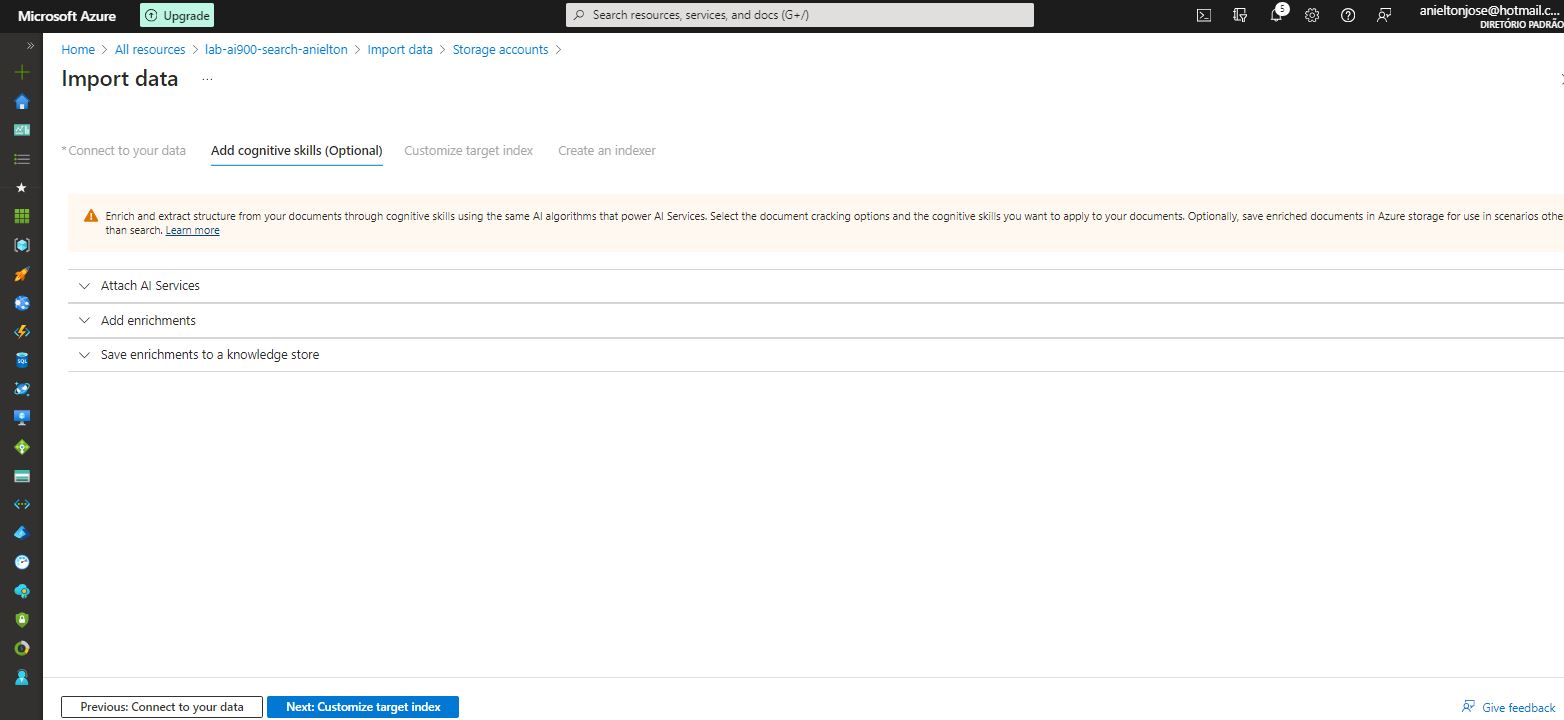 Microsoft Azure
Upgrade
Search resources, services, and docs (G+/)
5
anieltonjose@hotmail.c...
DIRETÓRIO PADRÃO
Home > All resources > lab-ai900-search-anielton > Import data > Storage accounts >
Import data ...
* Connect to your data Add cognitive skills (Optional) Customize target index Create an indexer
Enrich and extract structure from your documents through cognitive skills using the same AI algorithms that power AI Services. Select the document cracking options and the cognitive skills you want to apply to your documents. Optionally, save enriched documents in Azure storage for use in scenarios othe
than search. Learn more
Attach AI Services
Add enrichments
SQL
Save enrichments to a knowledge store
Previous: Connect to your data Next: Customize target index
Give feedback